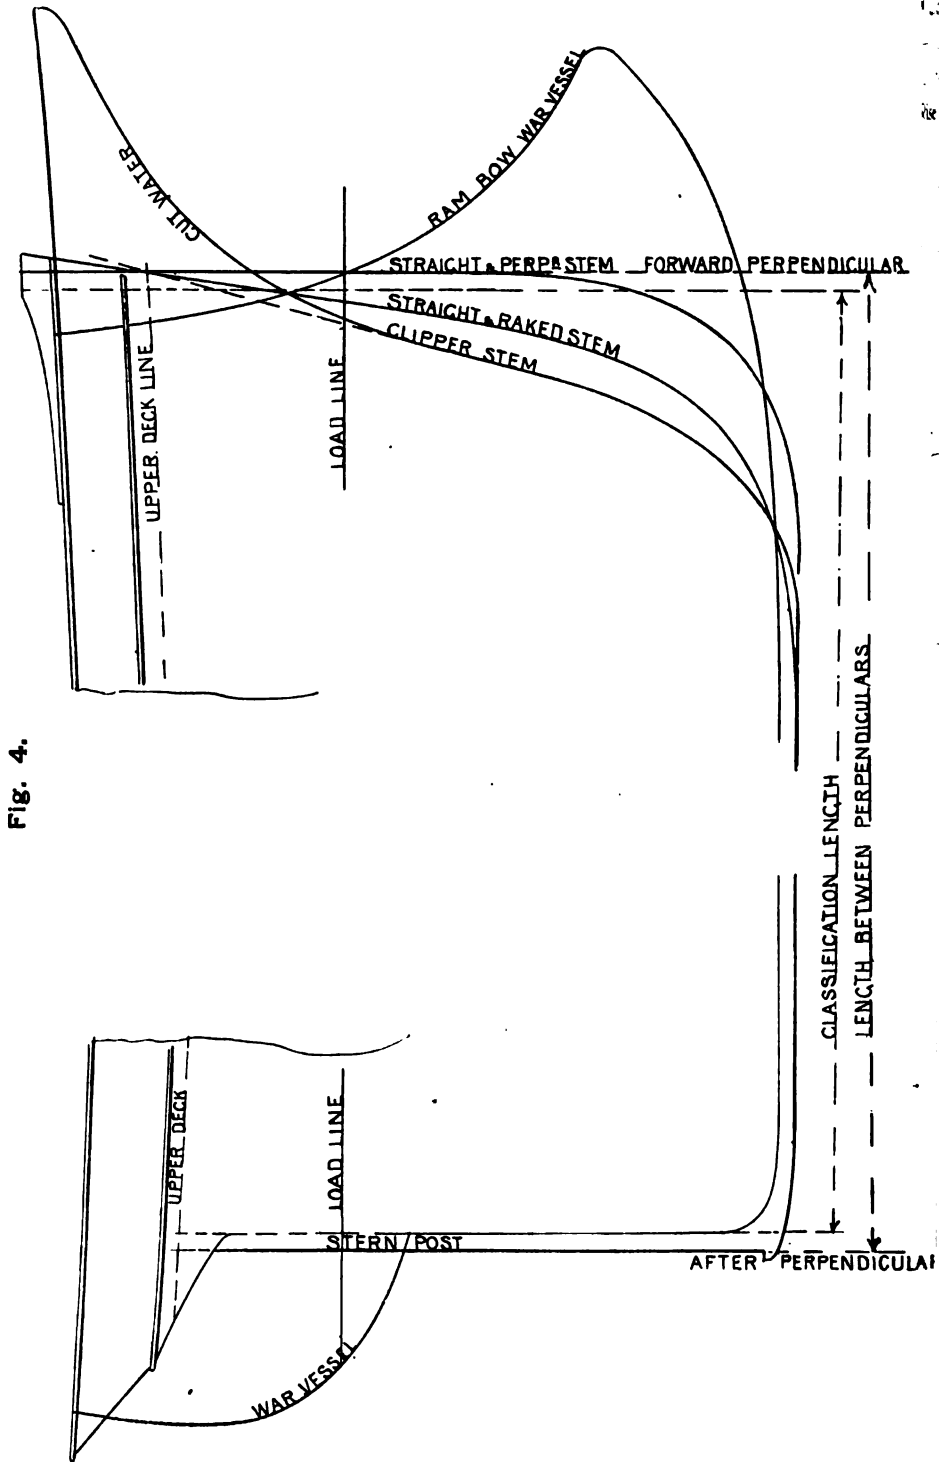 Fig. 4.
CUT WATER
RAM BOW WAR VESSEL
STRAIGHT & PERPR STEM
FORWARD PERPENDICULAR
STRAIGHT & RAKED STEM
CLIPPER STEM
UPPER DECK LINE
LOAD LINE
CLASSIFICATION LENGTH
LENGTH BETWEEN PERPENDICULARS
UPPER DECK
LOAD LINE
STERN POST
AFTER PERPENDICULAR
WAR VESSEL